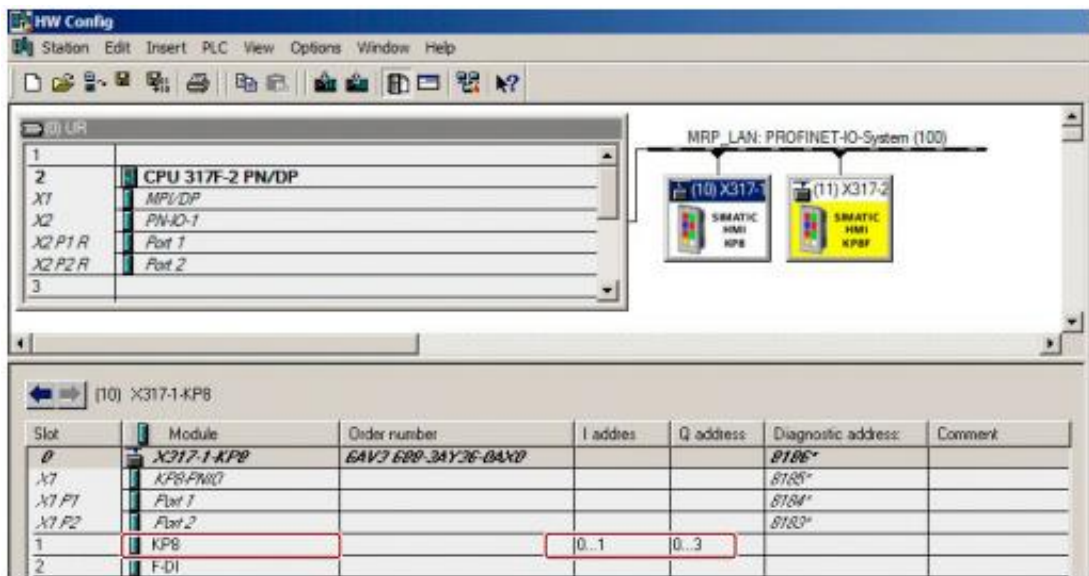 HW Config
Station Edit Insert PLC View Options Window Help
(0) UR
1
2 CPU 317F-2 PN/DP
X1 MPI/DP
X2 PN-IO-1
X2 P1 R Port 1
X2 P2 R Port 2
3
MRP_LAN: PROFINET-IO-System (100)
(10) X317-1
SIMATIC
HMI
KP8
(11) X317-2
SIMATIC
HMI
KP8F
(10) X317-1-KP8
Slot Module Order number I addres Q address Diagnostic address: Comment
0 X317-1-KP8 6AV3 688-3AY36-0AX0 8186*
X1 KP8-PNIO 8185*
X1 P1 Port 1 8184*
X1 P2 Port 2 8183*
1 KP8 0...1 0...3
2 F-DI